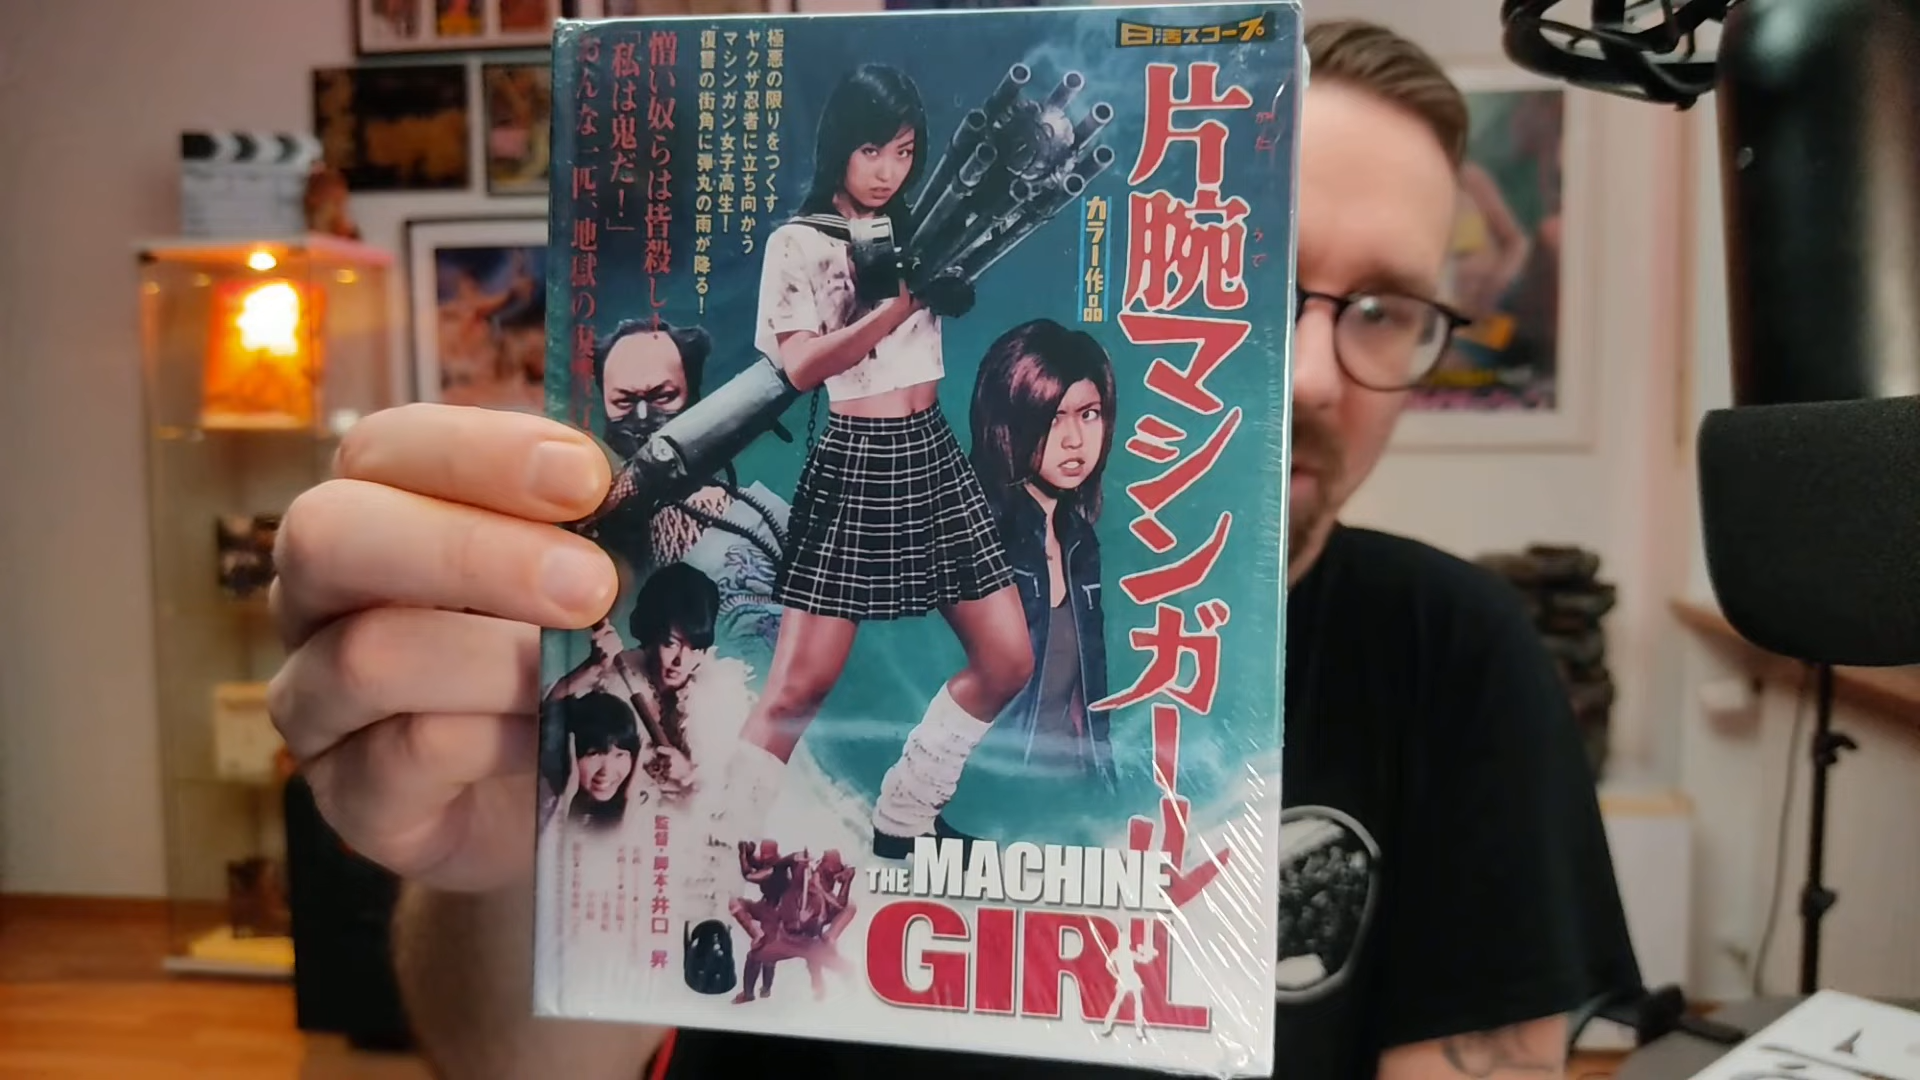 日活スコープ
片腕マシンガール
かた
うで
カラー作品
極悪の限りをつくす
ヤクザ忍者に立ち向かう
マシンガン女子高生!
復讐の街角に弾丸の雨が降る!
憎い奴らは皆殺し
「私は鬼だ!」
おんな一匹、地獄の
監督・脚本・井口 昇
THE MACHINE
GIRL